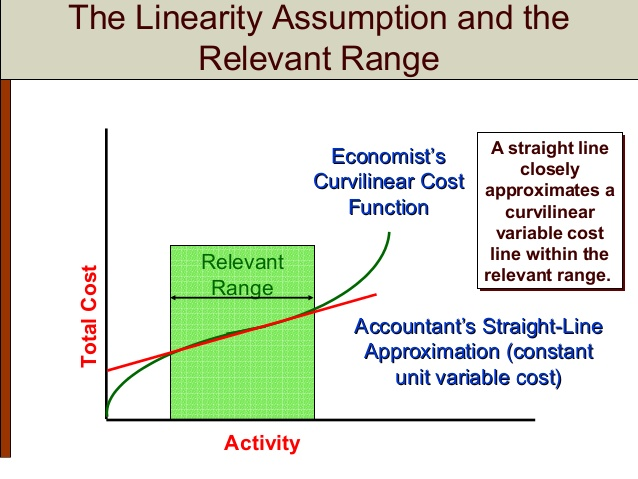 The Linearity Assumption and the
Relevant Range
Economist's
Curvilinear Cost
Function
A straight line
closely
approximates a
curvilinear
variable cost
line within the
relevant range.
Relevant
Range
Total Cost
Accountant's Straight-Line
Approximation (constant
unit variable cost)
Activity